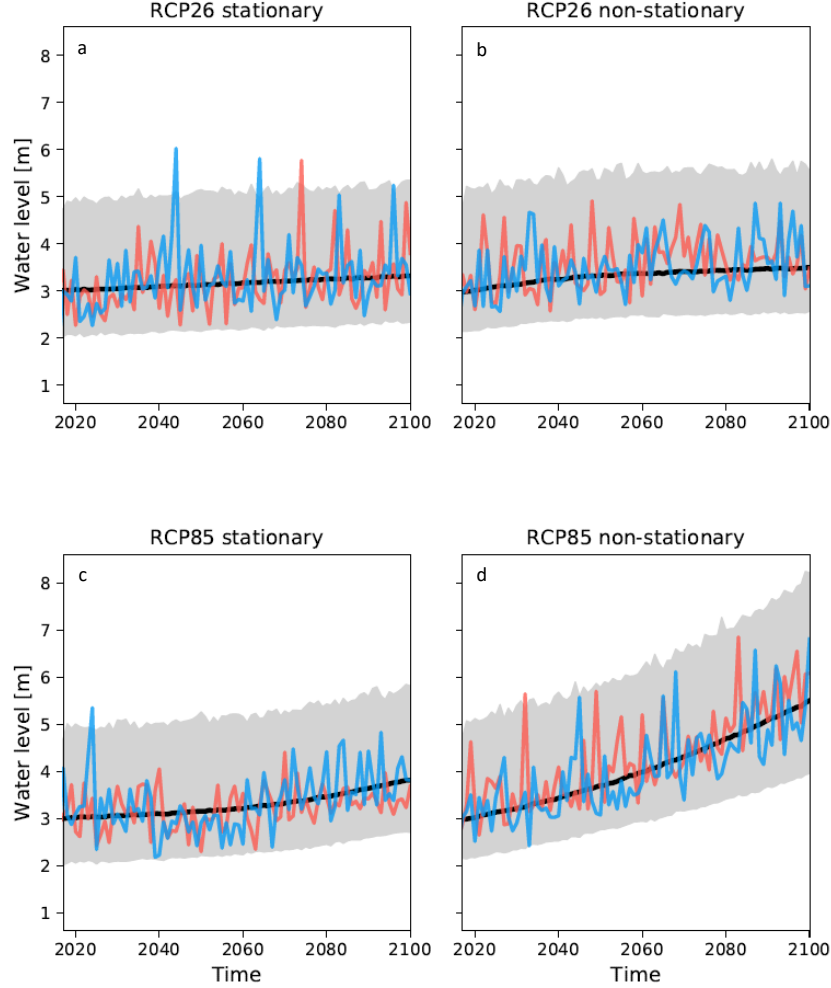 RCP26 stationary
RCP26 non-stationary
a
b
8
7
6
5
4
3
2
1
Water level [m]
2020 2040 2060 2080 2100
2020 2040 2060 2080 2100
RCP85 stationary
RCP85 non-stationary
c
d
8
7
6
5
4
3
2
1
Water level [m]
2020 2040 2060 2080 2100
2020 2040 2060 2080 2100
Time
Time